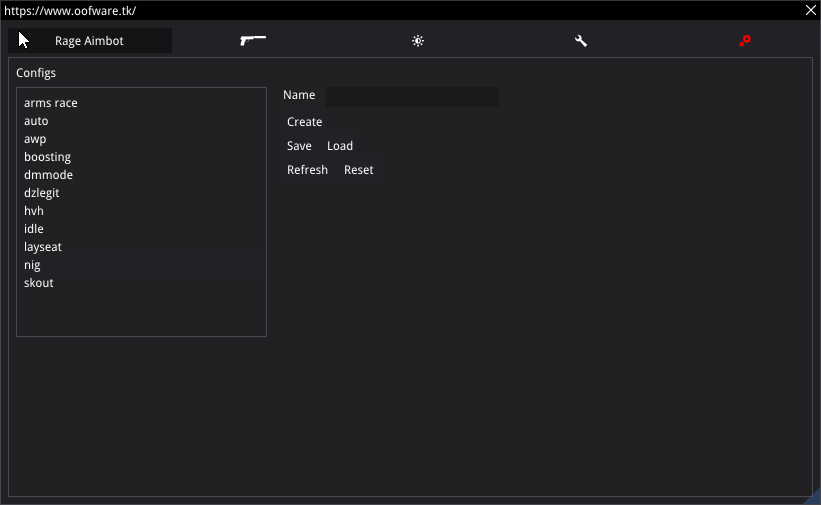 https://www.oofware.tk/
Rage Aimbot
Configs
arms race
auto
awp
boosting
dmmode
dzlegit
hvh
idle
layseat
nig
skout
Name
Create
Save Load
Refresh Reset